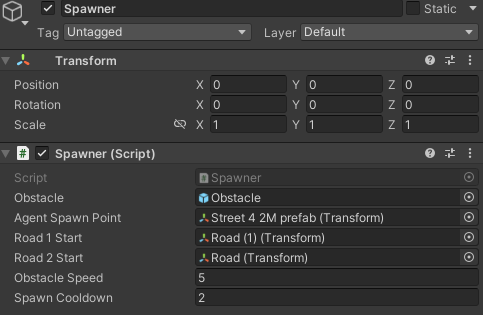 Spawner Static
Tag Untagged Layer Default
Transform
Position X 0 Y 0 Z 0
Rotation X 0 Y 0 Z 0
Scale X 1 Y 1 Z 1
# Spawner (Script)
Script # Spawner
Obstacle Obstacle
Agent Spawn Point Street 4 2M prefab (Transform)
Road 1 Start Road (1) (Transform)
Road 2 Start Road (Transform)
Obstacle Speed 5
Spawn Cooldown 2